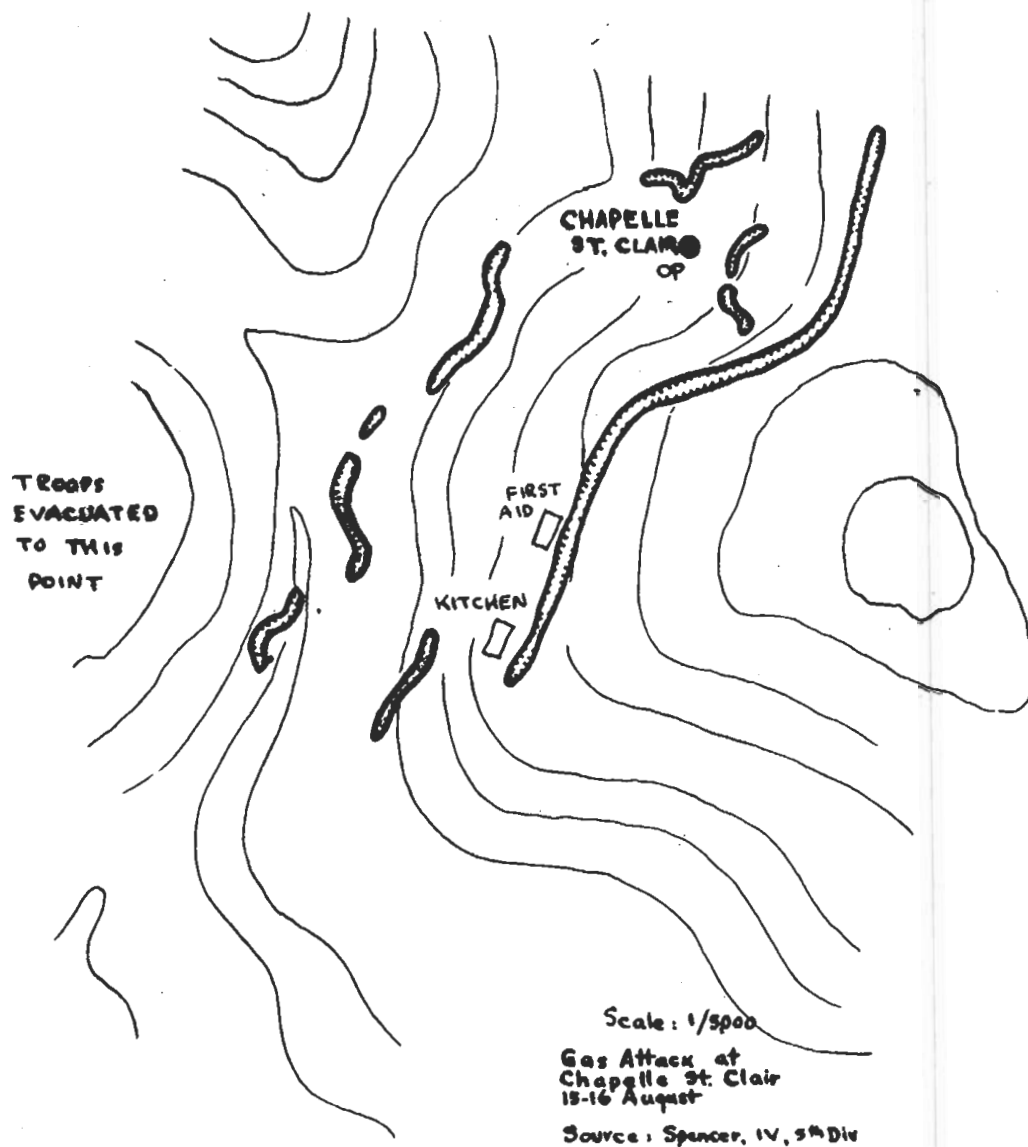 CHAPELLE
ST. CLAIR
OP
TROOPS
EVACUATED
TO THIS
POINT
FIRST
AID
KITCHEN
Scale: 1/5000
Gas Attack at
Chapelle St. Clair
15-16 August
Source: Spencer, IV, 5th Div